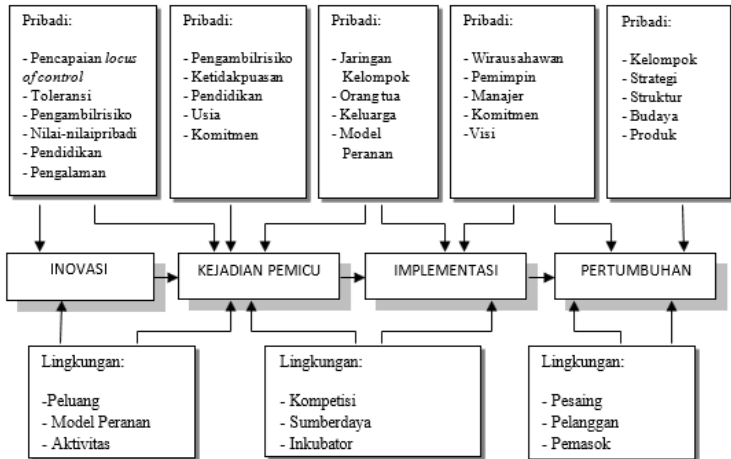 Pribadi:
- Pencapaian locus
of control
- Toleransi
- Pengambilrisiko
- Nilai-nilaipribadi
- Pendidikan
- Pengalaman
Pribadi:
- Pengambilrisiko
- Ketidakpuasan
- Pendidikan
- Usia
- Komitmen
Pribadi:
- Jaringan
Kelompok
- Orangtua
- Keluarga
- Model
Peranan
Pribadi:
- Wirausahawan
- Pemimpin
- Manajer
- Komitmen
- Visi
Pribadi:
- Kelompok
- Strategi
- Struktur
- Budaya
- Produk
INOVASI
KEJADIAN PEMICU
IMPLEMENTASI
PERTUMBUHAN
Lingkungan:
-Peluang
- Model Peranan
- Aktivitas
Lingkungan:
- Kompetisi
- Sumberdaya
- Inkubator
Lingkungan:
- Pesaing
- Pelanggan
- Pemasok